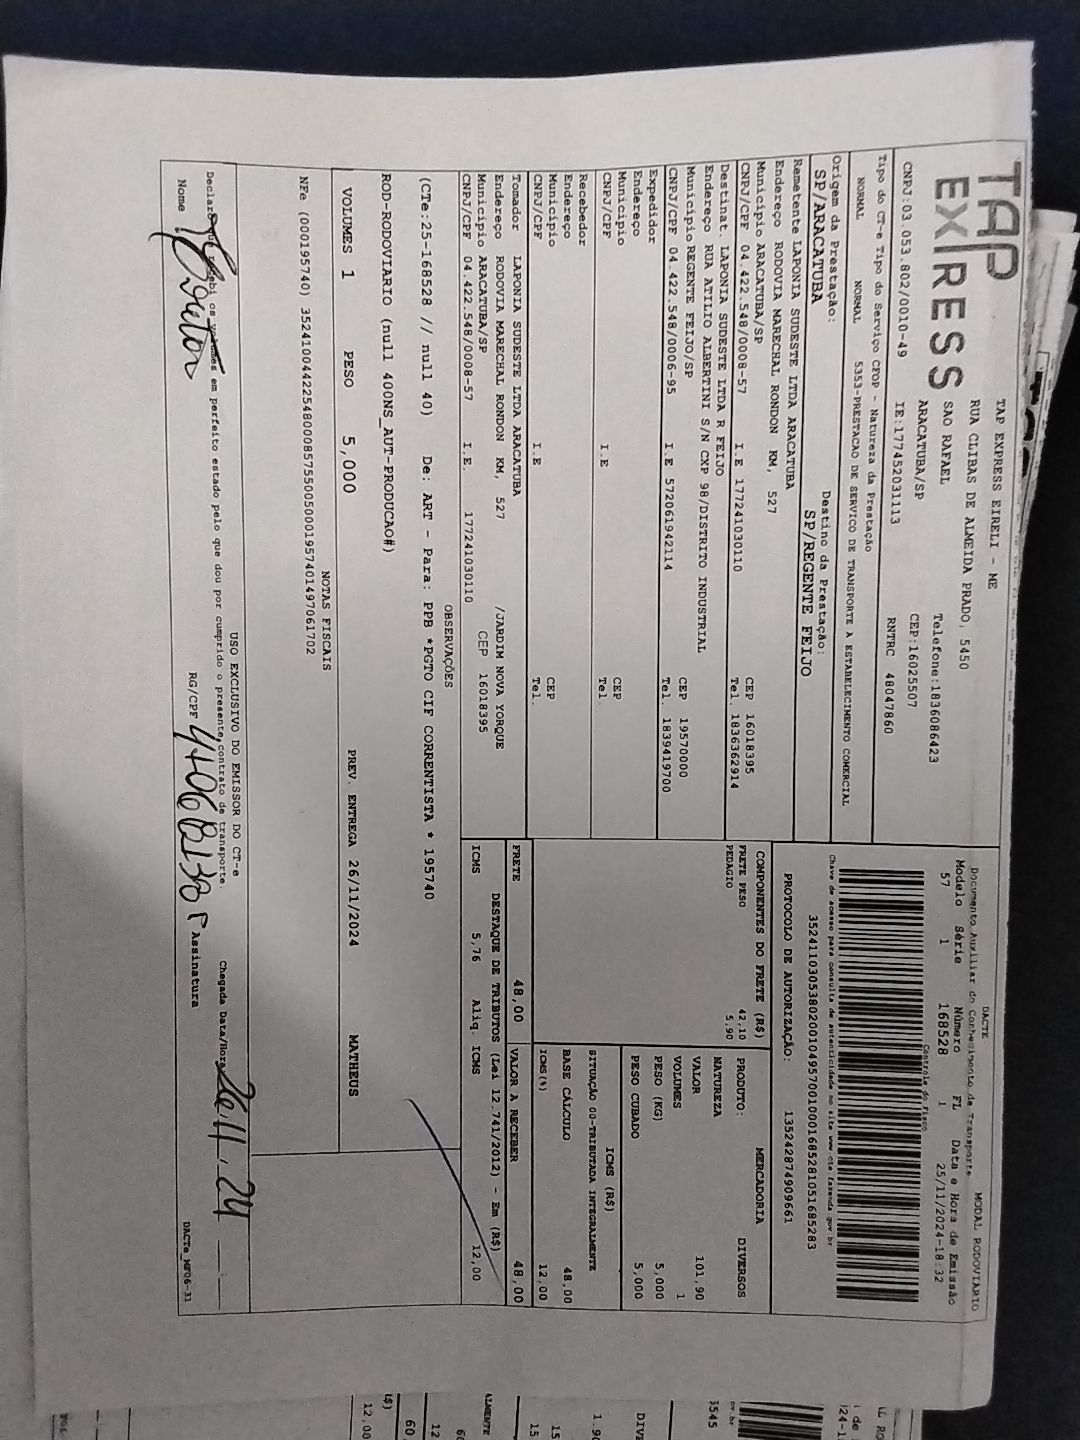 TAP
EXPRESS
TAP EXPRESS EIRELI - ME
RUA CLIBAS DE ALMEIDA PRADO, 5450
SAO RAFAEL Telefone:1836086423
ARACATUBA/SP CEP:16025507
CNPJ:03.053.802/0010-49 IE:177452031113 RNTRC 48047860
DACTE MODAL RODOVIÁRIO
Documento Auxiliar do Conhecimento de Transporte
Modelo Série Número FL Data e Hora de Emissão
57 1 168528 1 25/11/2024-18:32
Controle do Fisco
Tipo do CT-e Tipo do Serviço CFOP - Natureza da Prestação
NORMAL NORMAL 5353-PRESTACAO DE SERVICO DE TRANSPORTE A ESTABELECIMENTO COMERCIAL
Chave de acesso para consulta de autenticidade no site www.cte.fazenda.gov.br
35241103053802001049570010001685281051685283
Origem da Prestação: Destino da Prestação:
SP/ARACATUBA SP/REGENTE FEIJO
PROTOCOLO DE AUTORIZAÇÃO: 135242874909661
Remetente LAPONIA SUDESTE LTDA ARACATUBA
Endereço RODOVIA MARECHAL RONDON KM, 527
Município ARACATUBA/SP CEP 16018395
CNPJ/CPF 04.422.548/0008-57 I.E 177241030110 Tel. 1836362914
Destinat. LAPONIA SUDESTE LTDA R FEIJO
Endereço RUA ATILIO ALBERTINI S/N CXP 98/DISTRITO INDUSTRIAL
Município REGENTE FEIJO/SP CEP 19570000
CNPJ/CPF 04.422.548/0006-95 I.E 572061942114 Tel. 1839419700
Expedidor
Endereço
Município CEP
CNPJ/CPF I.E Tel.
Recebedor
Endereço
Município CEP
CNPJ/CPF I.E Tel.
Tomador LAPONIA SUDESTE LTDA ARACATUBA
Endereço RODOVIA MARECHAL RONDON KM, 527 /JARDIM NOVA YORQUE
Município ARACATUBA/SP CEP 16018395
CNPJ/CPF 04.422.548/0008-57 I.E. 177241030110
COMPONENTES DO FRETE (R$)
FRETE PESO 42,10
PEDAGIO 5,90
PRODUTO: MERCADORIA
NATUREZA DIVERSOS
VALOR 101,90
VOLUMES 1
PESO (KG) 5,000
PESO CUBADO 5,000
ICMS (R$)
SITUAÇÃO 00-TRIBUTADA INTEGRALMENTE
BASE CÁLCULO 48,00
ICMS (%) 12,00
FRETE 48,00 VALOR A RECEBER 48,00
DESTAQUE DE TRIBUTOS (Lei 12.741/2012) - Em (R$)
ICMS 5,76 Aliq. ICMS 12,00
OBSERVAÇÕES
(CTe:25-168528 // null 40) De: ART - Para: PPB *PGTO CIF CORRENTISTA * 195740
ROD-RODOVIARIO (null 400NS_AUT-PRODUCAO#)
VOLUMES 1 PESO 5,000 PREV. ENTREGA 26/11/2024 MATHEUS
NOTAS FISCAIS
NFe (000195740) 35241004422548000857550050001957401497061702
USO EXCLUSIVO DO EMISSOR DO CT-e
Declaro que recebi os volumes em perfeito estado pelo que dou por cumprido o presente contrato de transporte.
Chegada Data/Hora 26 11 24
Nome RG/CPF Assinatura
DACTe_MF06-31